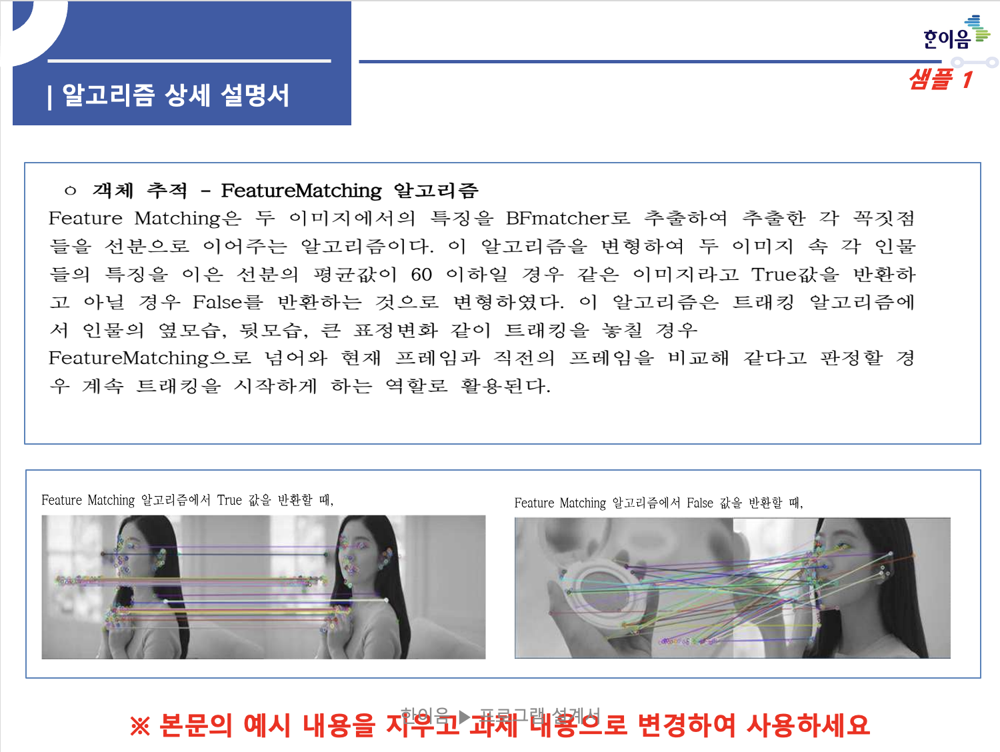 한이음
샘플 1
| 알고리즘 상세 설명서
ㅇ 객체 추적 – FeatureMatching 알고리즘
Feature Matching은 두 이미지에서의 특징을 BFmatcher로 추출하여 추출한 각 꼭짓점
들을 선분으로 이어주는 알고리즘이다. 이 알고리즘을 변형하여 두 이미지 속 각 인물
들의 특징을 이은 선분의 평균값이 60 이하일 경우 같은 이미지라고 True값을 반환하
고 아닐 경우 False를 반환하는 것으로 변형하였다. 이 알고리즘은 트래킹 알고리즘에
서 인물의 옆모습, 뒷모습, 큰 표정변화 같이 트래킹을 놓칠 경우
FeatureMatching으로 넘어와 현재 프레임과 직전의 프레임을 비교해 같다고 판정할 경
우 계속 트래킹을 시작하게 하는 역할로 활용된다.
Feature Matching 알고리즘에서 True 값을 반환할 때,
Feature Matching 알고리즘에서 False 값을 반환할 때,
한이음 ▶ 프로그램 설계서
※ 본문의 예시 내용을 지우고 과제 내용으로 변경하여 사용하세요